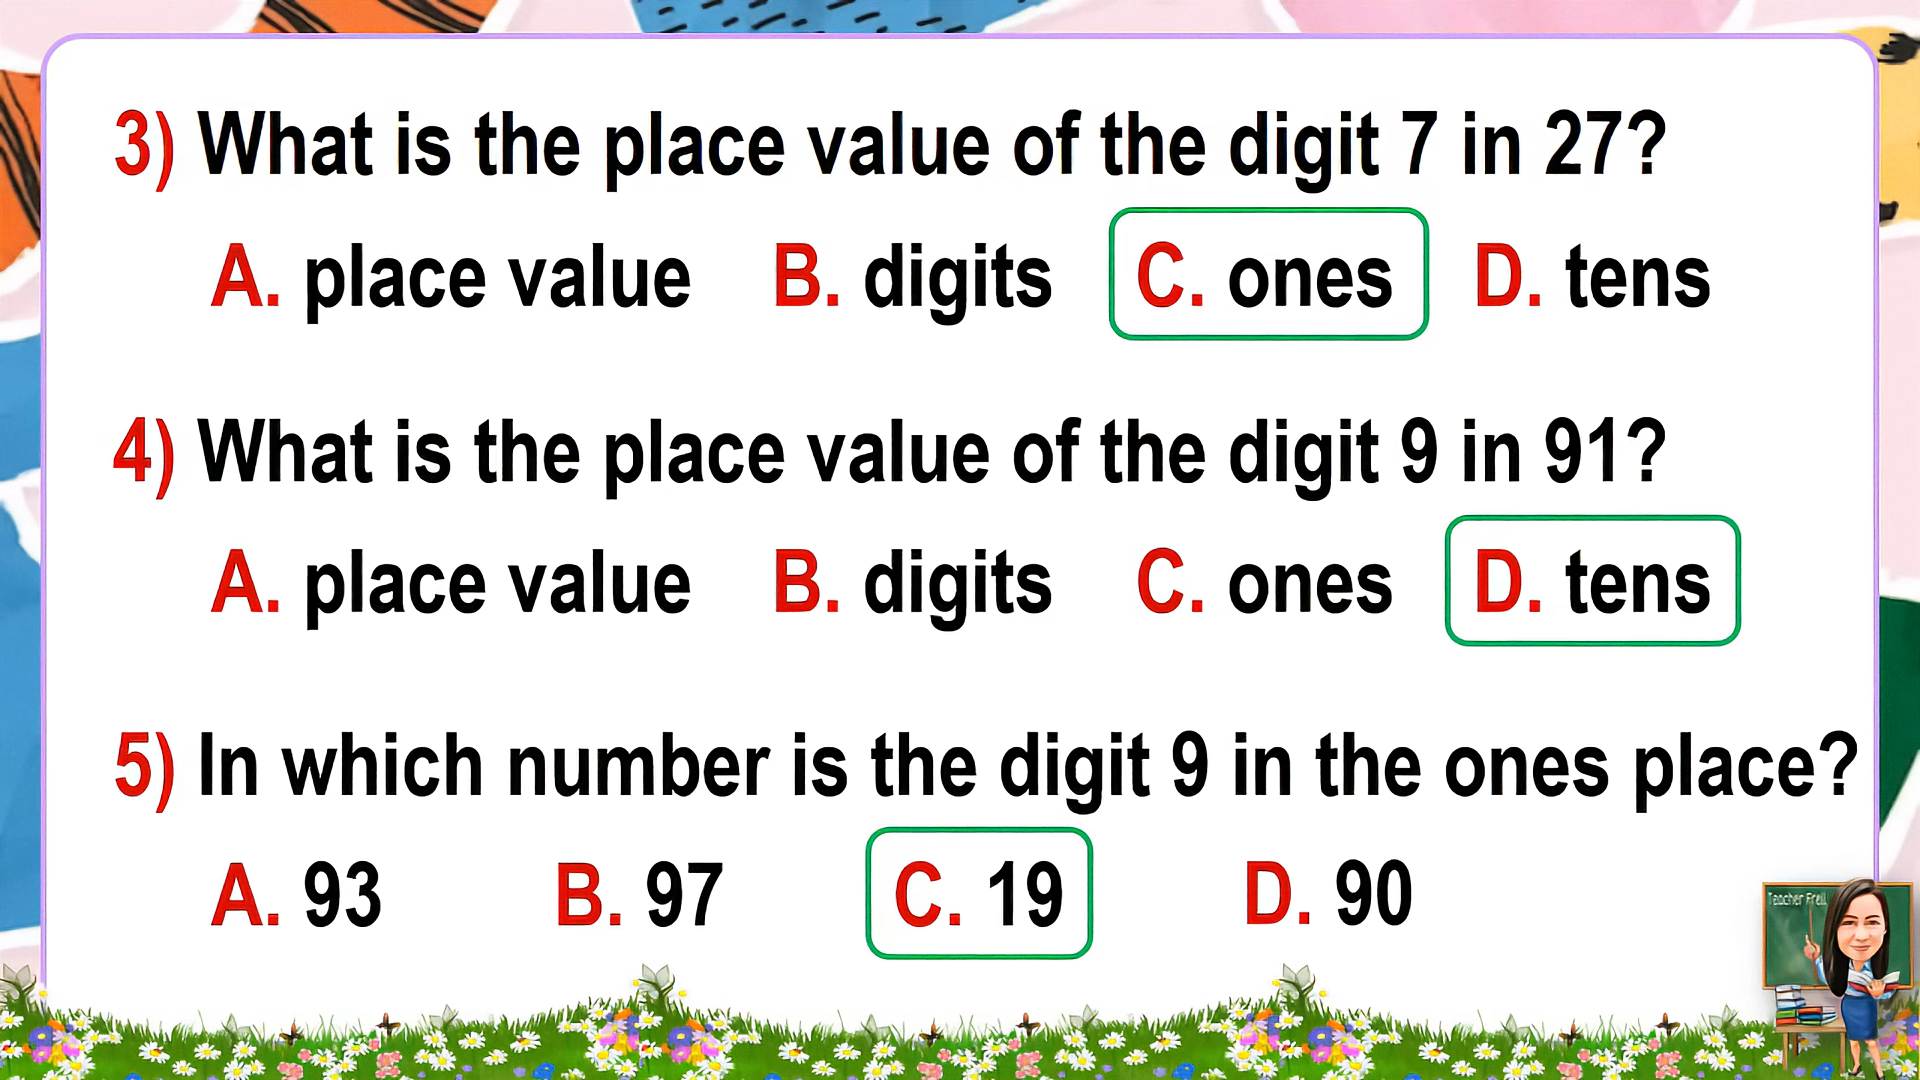 3) What is the place value of the digit 7 in 27?
A. place value B. digits C. ones D. tens
4) What is the place value of the digit 9 in 91?
A. place value B. digits C. ones D. tens
5) In which number is the digit 9 in the ones place?
A. 93 B. 97 C. 19 D. 90
Teacher Frell